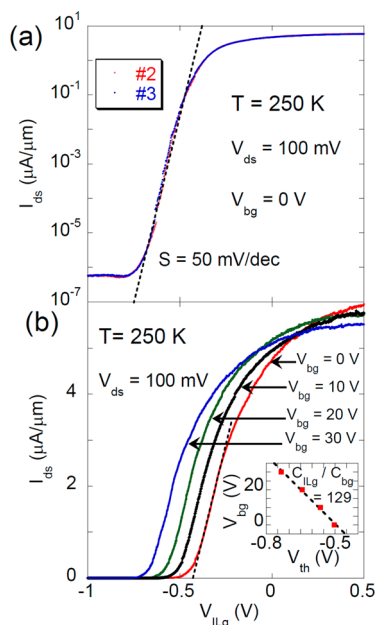 (a)
10^1
10^-1
10^-3
10^-5
10^-7
I_ds (μA/μm)
#2
#3
T = 250 K
V_ds = 100 mV
V_bg = 0 V
S = 50 mV/dec
(b)
T= 250 K
V_ds = 100 mV
V_bg = 0 V
V_bg = 10 V
V_bg = 20 V
V_bg = 30 V
I_ds (μA/μm)
4
2
0
C_ILg / C_bg
= 129
V_bg (V)
20
0
-0.8
-0.5
V_th (V)
-1
-0.5
0
0.5
V_ILg (V)